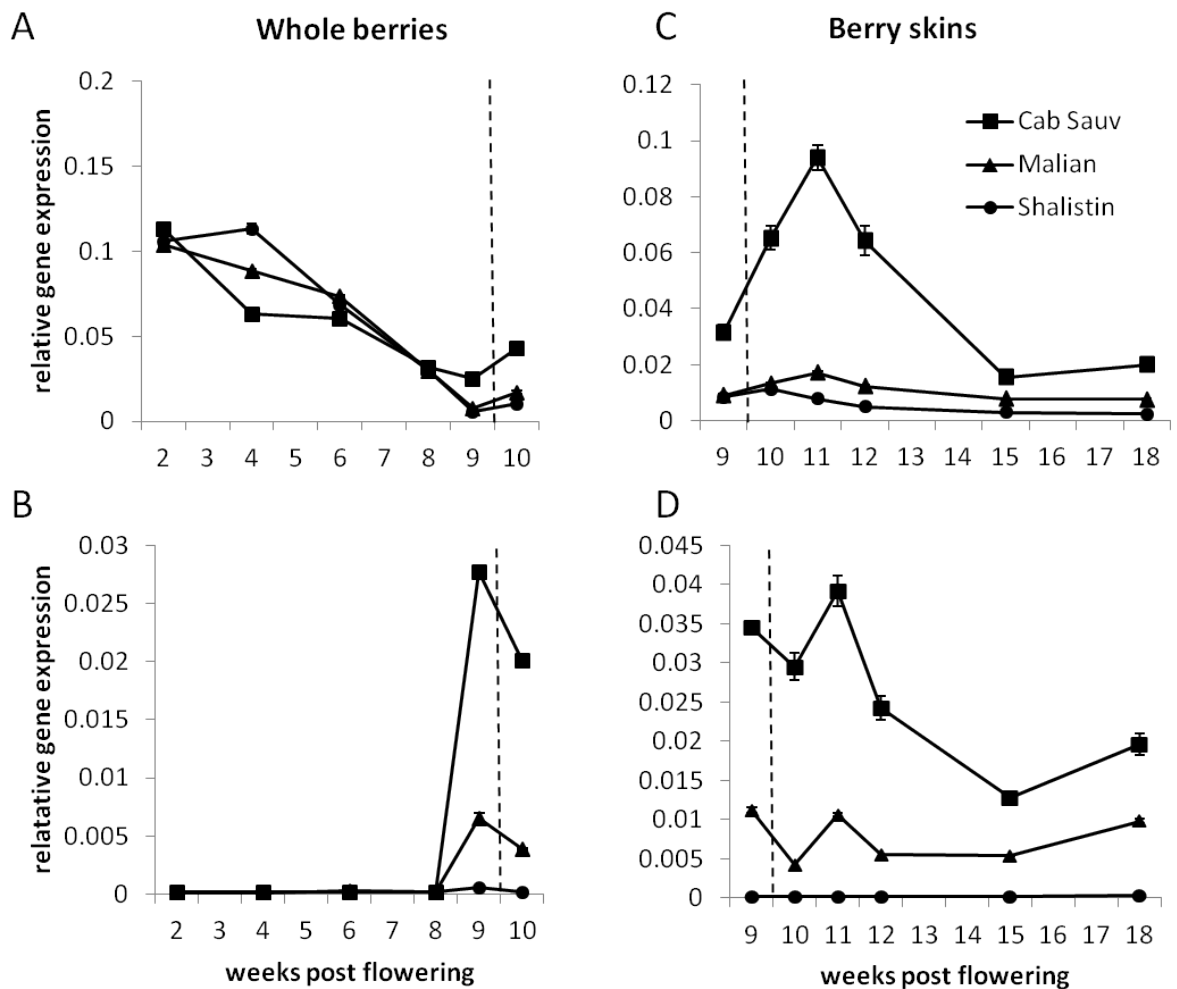 A Whole berries
C Berry skins
relative gene expression
0.2
0.15
0.1
0.05
0
2 3 4 6 7 8 9 10
0.12
0.1
0.08
0.06
0.04
0.02
0
9 10 11 12 13 14 15 16 17 18
Cab Sauv
Malian
Shalistin
B
relatative gene expression
0.03
0.025
0.02
0.015
0.01
0.005
0
2 3 4 6 7 8 9 10
weeks post flowering
D
0.045
0.04
0.035
0.03
0.025
0.02
0.015
0.01
0.005
0
9 10 11 12 13 14 15 16 17 18
weeks post flowering